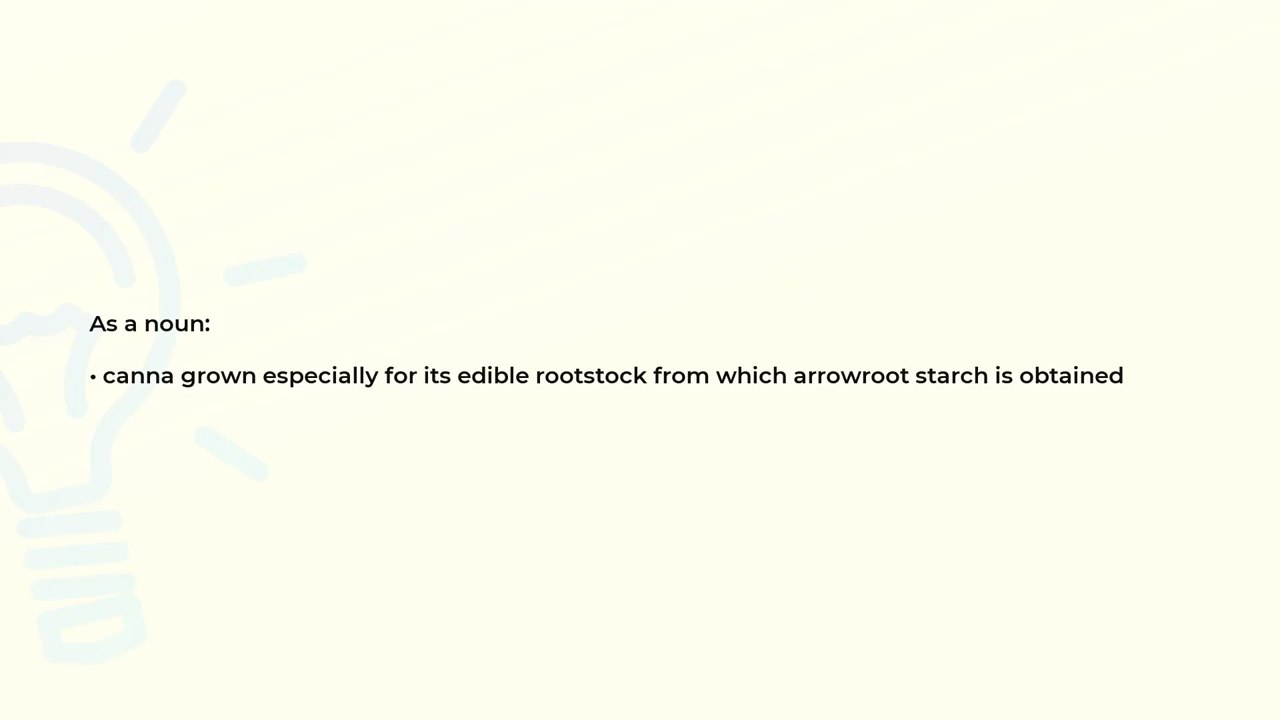 As a noun:
• canna grown especially for its edible rootstock from which arrowroot starch is obtained